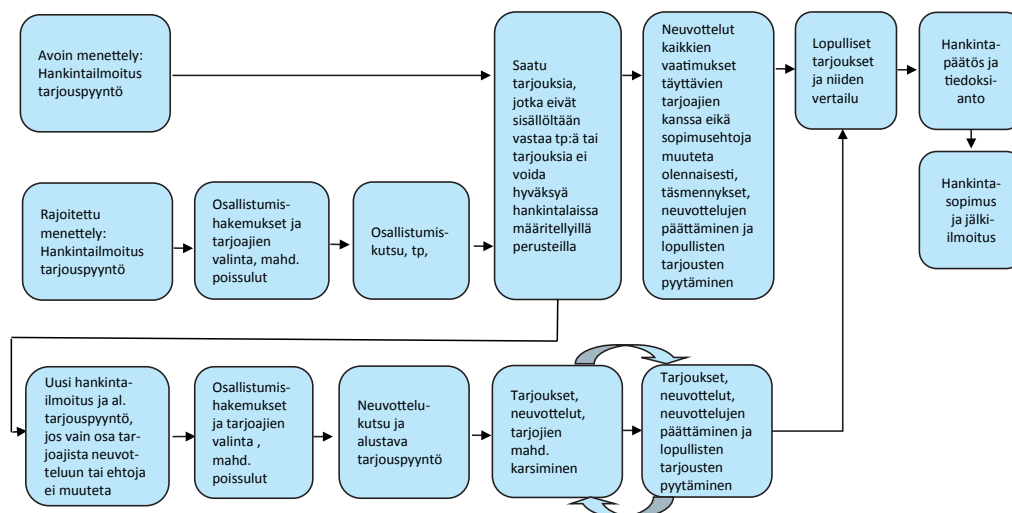 Avoin menettely:
Hankintailmoitus
tarjouspyyntö
Saatu
tarjouksia,
jotka eivät
sisällöltään
vastaa tp:ä tai
tarjouksia ei
voida
hyväksyä
hankintalaissa
määritellyillä
perusteilla
Neuvottelut
kaikkien
vaatimukset
täyttävien
tarjoajien
kanssa eikä
sopimusehtoja
muuteta
olennaisesti,
täsmennykset,
neuvottelujen
päättäminen ja
lopullisten
tarjousten
pyytäminen
Lopulliset
tarjoukset
ja niiden
vertailu
Hankinta-
päätös ja
tiedoksi-
anto
Hankinta-
sopimus
ja jälki-
ilmoitus
Rajoitettu
menettely:
Hankintailmoitus
tarjouspyyntö
Osallistumis-
hakemukset ja
tarjoajien
valinta, mahd.
poissulut
Osallistumis-
kutsu, tp,
Uusi hankinta-
ilmoitus ja al.
tarjouspyyntö,
jos vain osa tar-
joajista neuvot-
teluun tai ehtoja
ei muuteta
Osallistumis-
hakemukset
ja tarjoajien
valinta ,
mahd.
poissulut
Neuvottelu-
kutsu ja
alustava
tarjouspyyntö
Tarjoukset,
neuvottelut,
tarjojien
mahd.
karsiminen
Tarjoukset,
neuvottelut,
neuvottelujen
päättäminen ja
lopullisten
tarjousten
pyytäminen